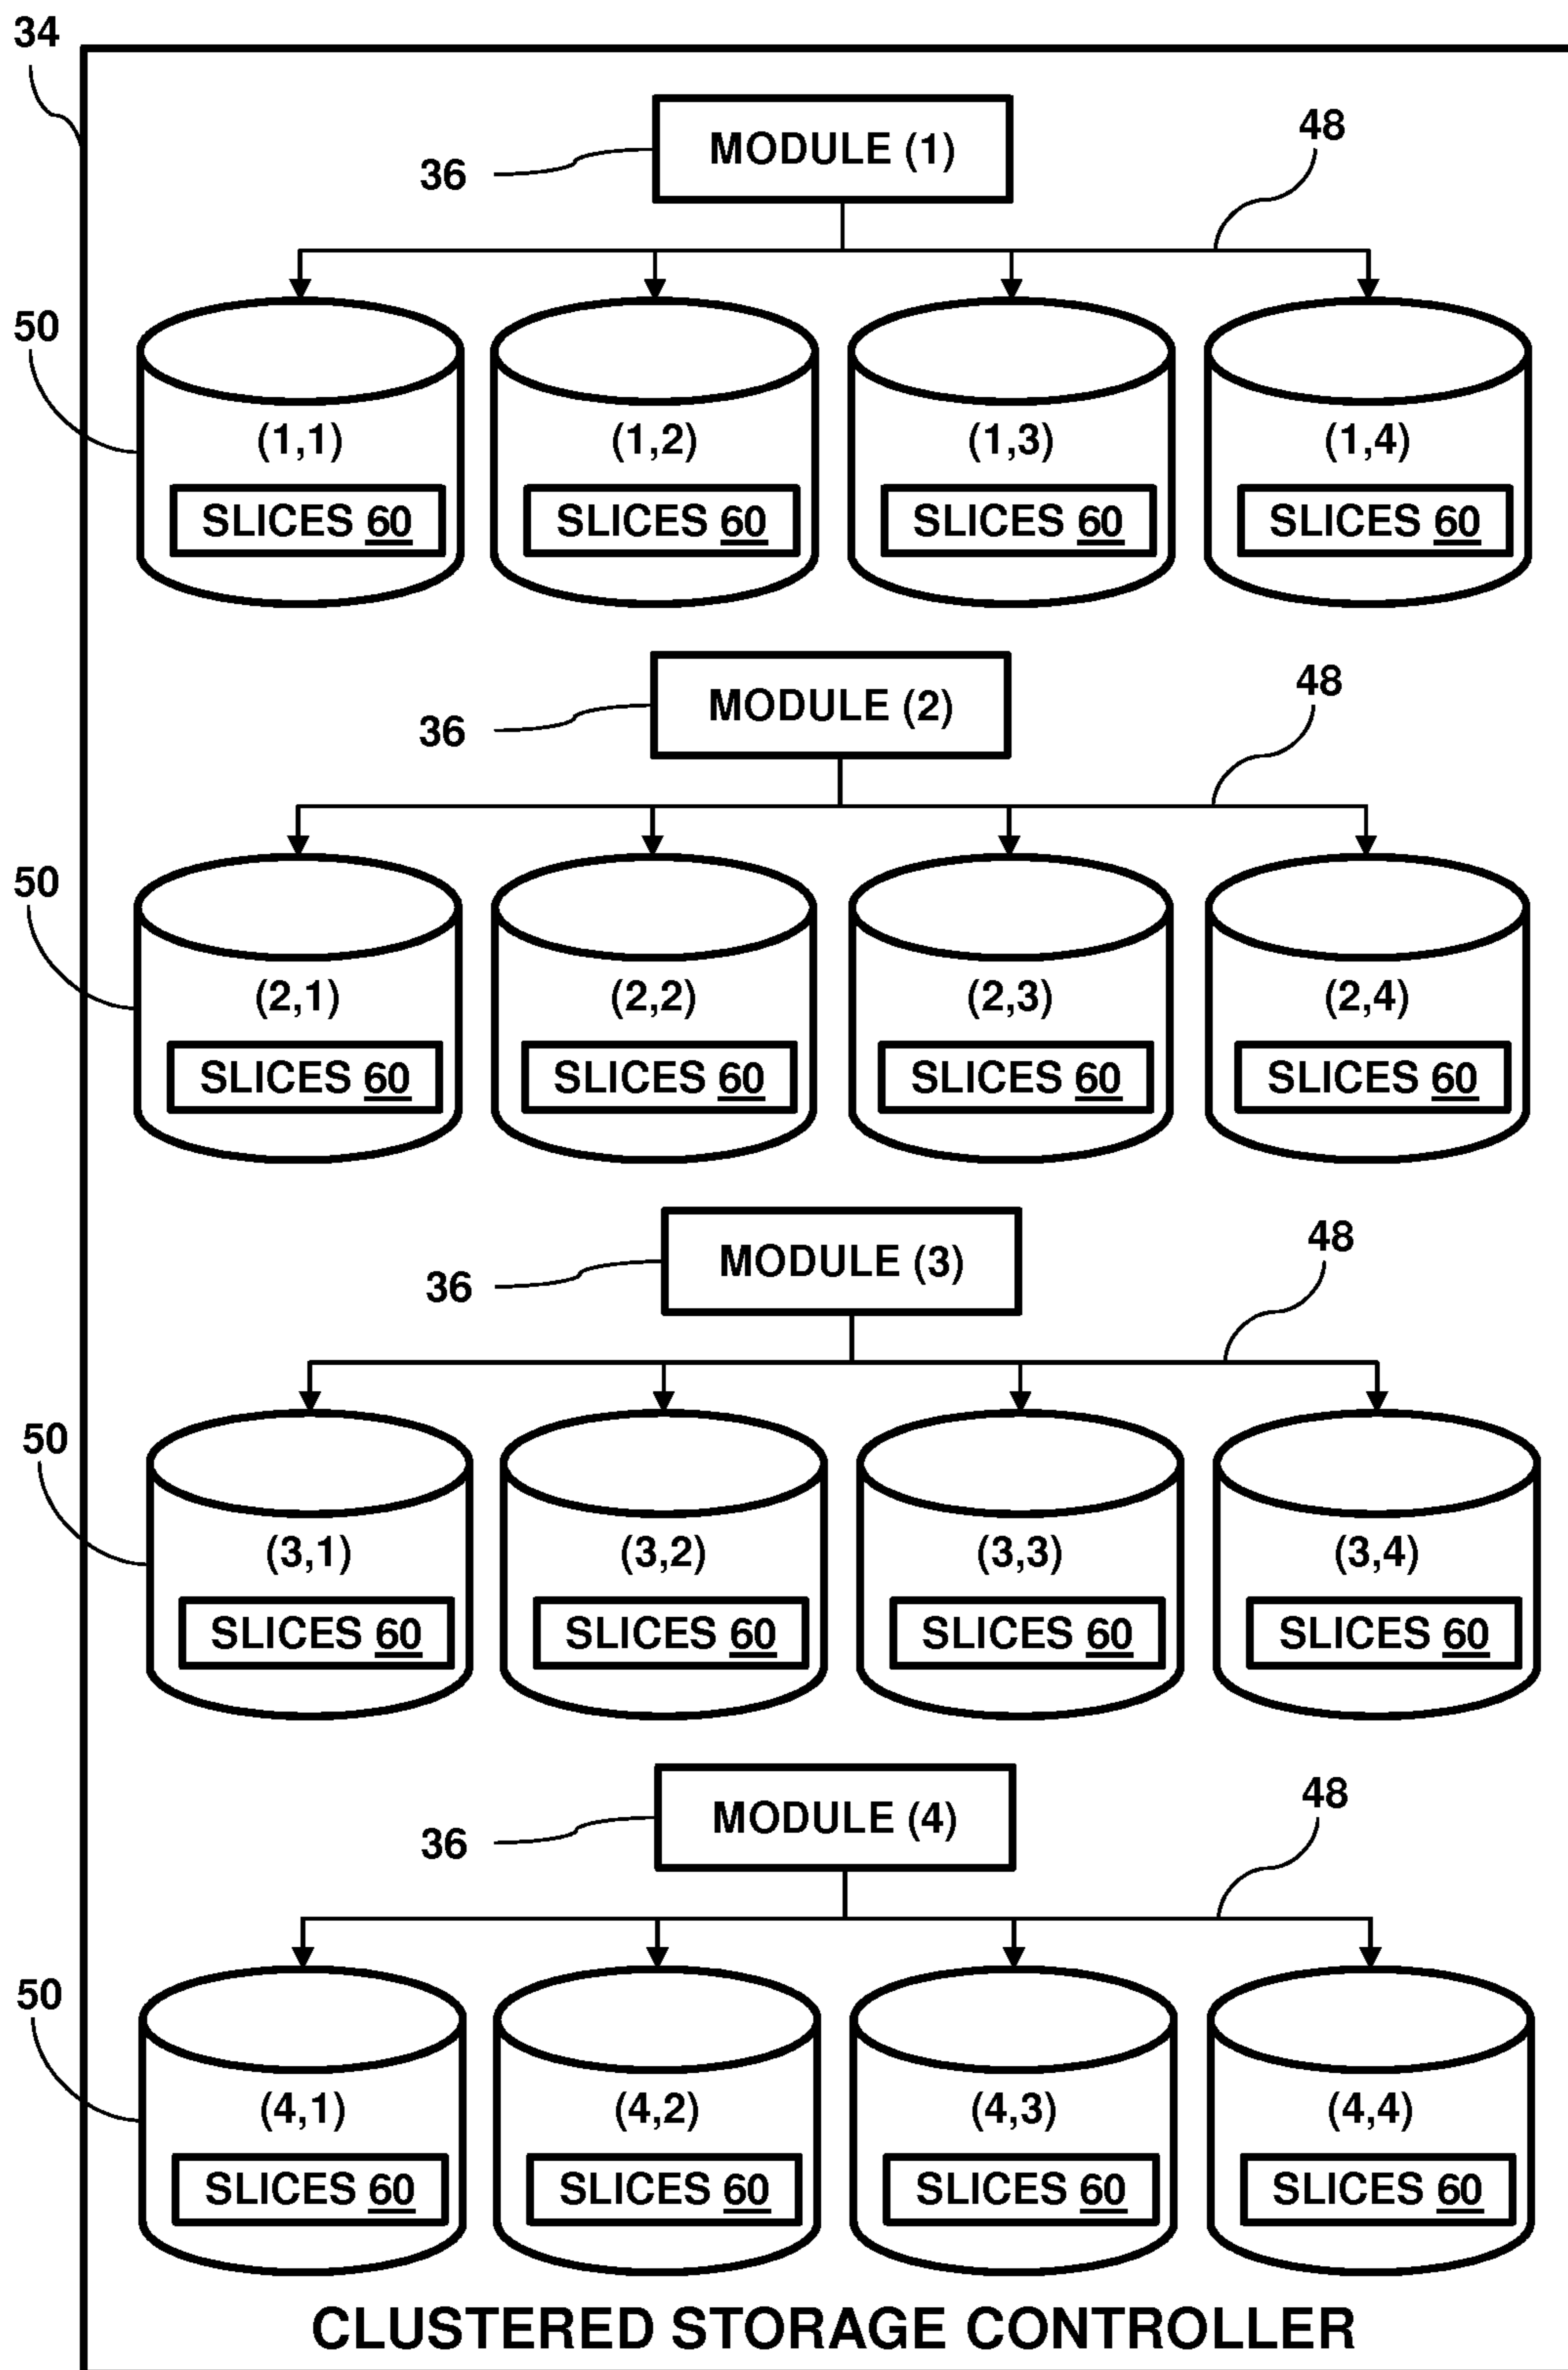 34
MODULE (1)
48
36
50
(1,1) (1,2) (1,3) (1,4)
SLICES 60 SLICES 60 SLICES 60 SLICES 60
MODULE (2)
48
36
50
(2,1) (2,2) (2,3) (2,4)
SLICES 60 SLICES 60 SLICES 60 SLICES 60
MODULE (3)
48
36
50
(3,1) (3,2) (3,3) (3,4)
SLICES 60 SLICES 60 SLICES 60 SLICES 60
MODULE (4)
48
36
50
(4,1) (4,2) (4,3) (4,4)
SLICES 60 SLICES 60 SLICES 60 SLICES 60
CLUSTERED STORAGE CONTROLLER